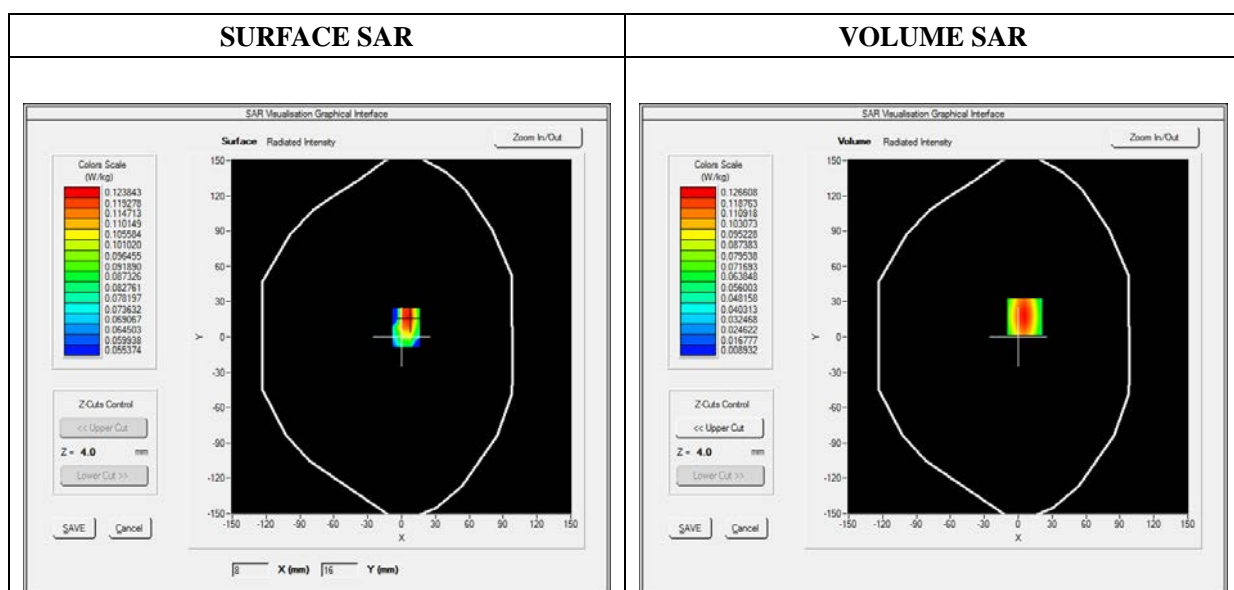 SURFACE SAR
VOLUME SAR
SAR Visualisation Graphical Interface
Surface Radiated Intensity
Zoom In/Out
Colors Scale
(W/kg)
0.123843
0.119278
0.114713
0.110149
0.105584
0.101020
0.096455
0.091890
0.087326
0.082761
0.078197
0.073632
0.069067
0.064503
0.059938
0.055374
Z-Cuts Control
<< Upper Cut
Z = 4.0 mm
Lower Cut >>
SAVE Cancel
150
120
90
60
30
0
-30
-60
-90
-120
-150
Y
-150 -120 -90 -60 -30 0 30 60 90 120 150
X
8 X (mm) 16 Y (mm)
SAR Visualisation Graphical Interface
Volume Radiated Intensity
Zoom In/Out
Colors Scale
(W/kg)
0.126608
0.118763
0.110918
0.103073
0.095228
0.087383
0.079538
0.071693
0.063848
0.056003
0.048158
0.040313
0.032468
0.024622
0.016777
0.008932
Z-Cuts Control
<< Upper Cut
Z = 4.0 mm
Lower Cut >>
SAVE Cancel
150
120
90
60
30
0
-30
-60
-90
-120
-150
Y
-150 -120 -90 -60 -30 0 30 60 90 120 150
X